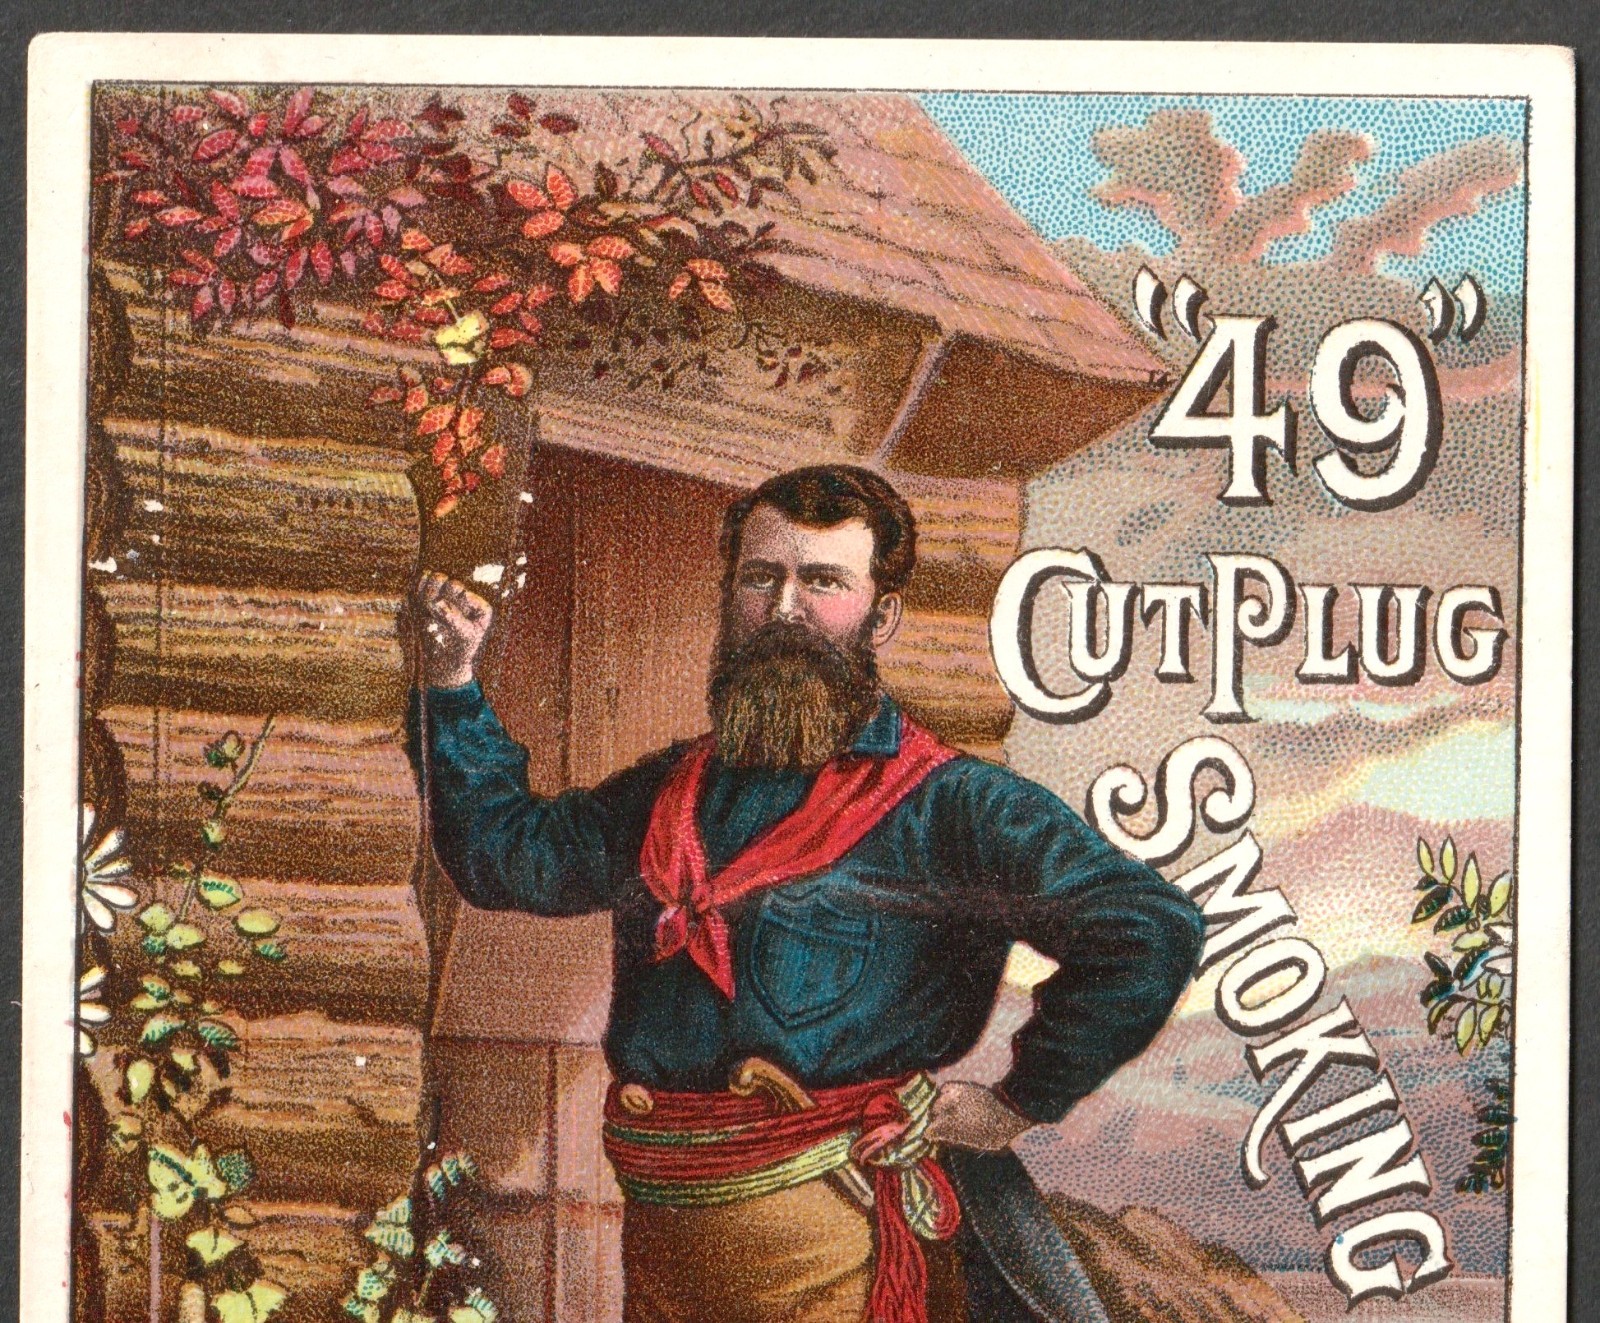 "49"
CUT PLUG
SMOKING